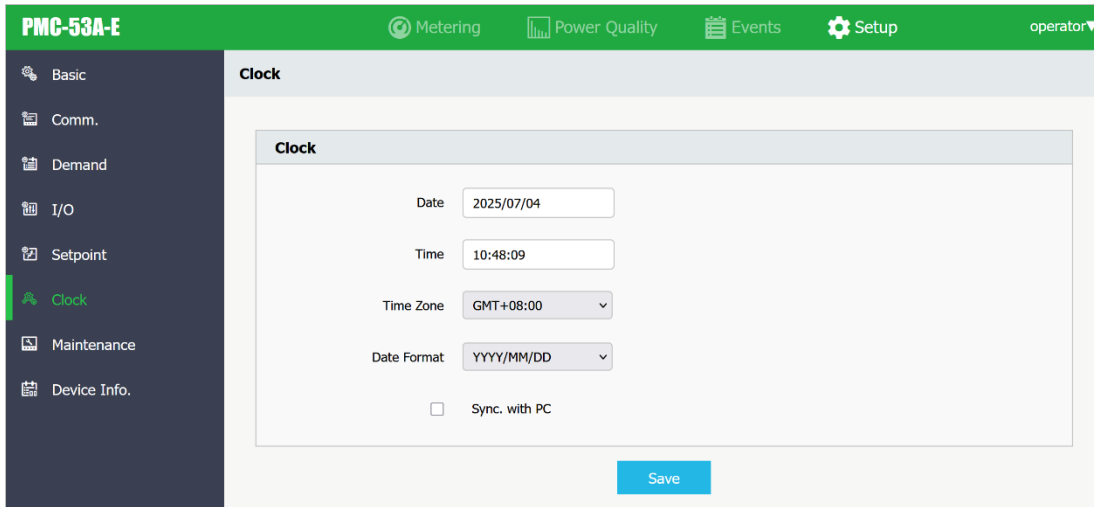 PMC-53A-E
Metering
Power Quality
Events
Setup
operator▼
Basic
Comm.
Demand
I/O
Setpoint
Clock
Maintenance
Device Info.
Clock
Clock
Date 2025/07/04
Time 10:48:09
Time Zone GMT+08:00
Date Format YYYY/MM/DD
Sync. with PC
Save